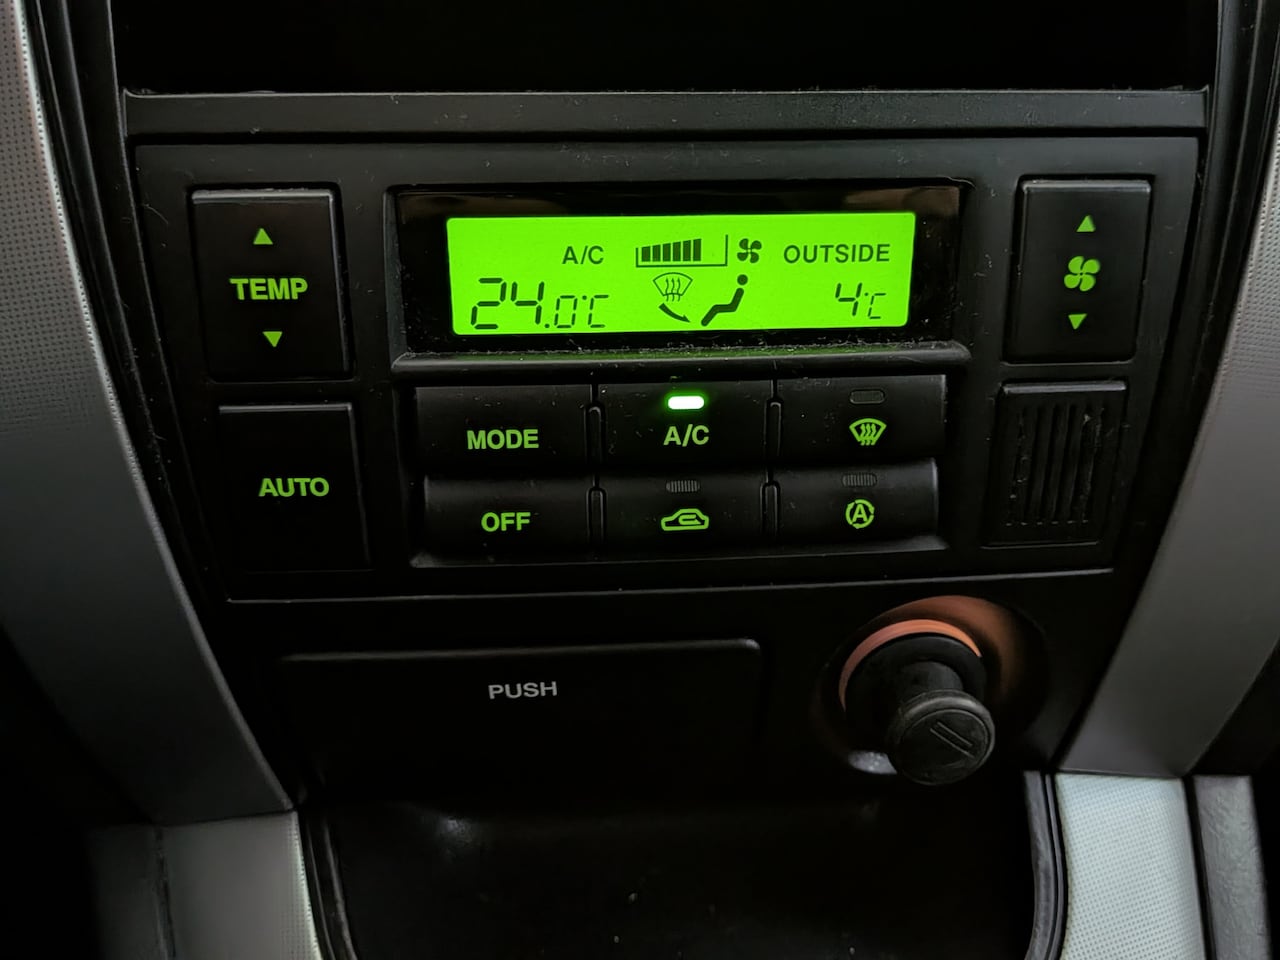 A/C OUTSIDE
24.0°C 4°C
TEMP
MODE A/C
AUTO
OFF A
PUSH